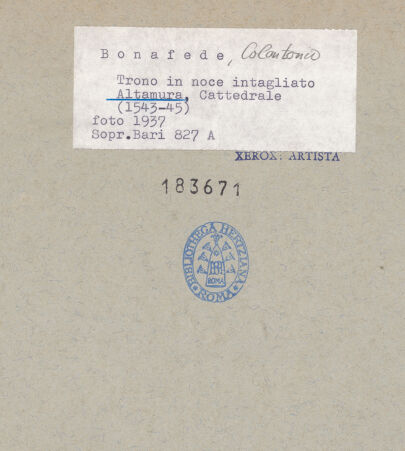 Bonafede, Colantonio
Trono in noce intagliato
Altamura, Cattedrale
(1543-45)
foto 1937
Sopr.Bari 827 A
XEROX: ARTISTA
183671
BIBLIOTHECA HERTZIANA
ROMA
ROMA